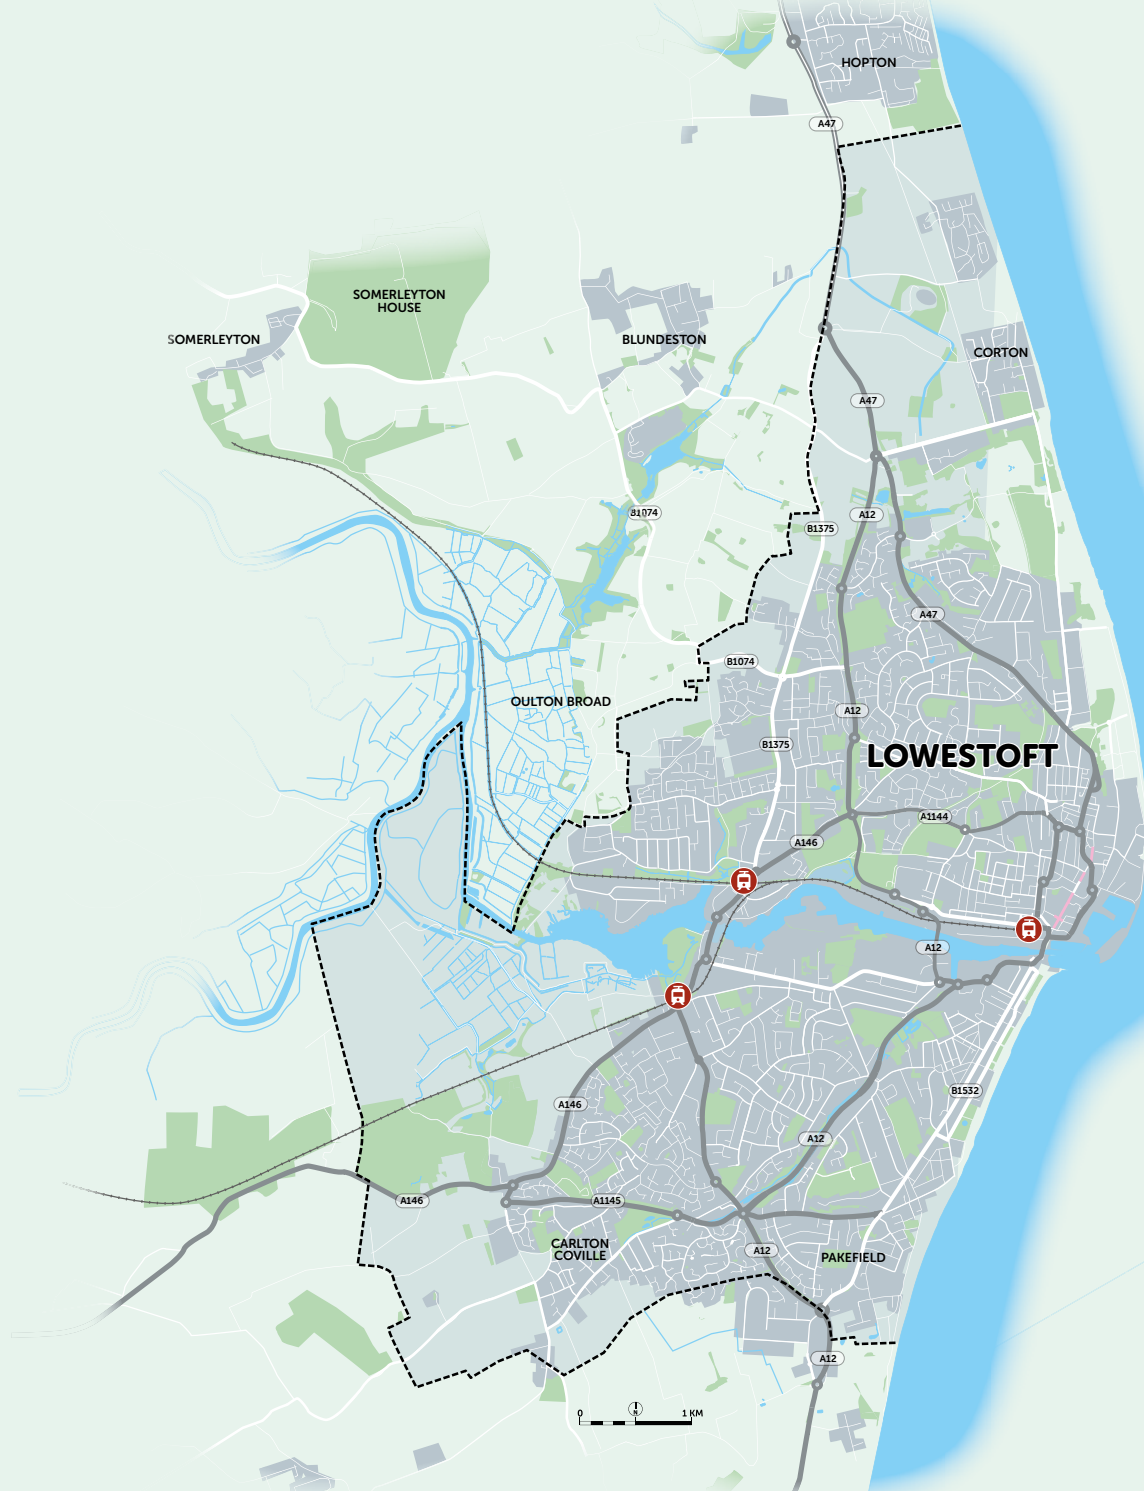 HOPTON
A47
SOMERLEYTON
HOUSE
SOMERLEYTON
BLUNDESTON
CORTON
A47
B1074
A12
B1375
A47
B1074
OULTON BROAD
A12
B1375
LOWESTOFT
A1144
A146
A12
B1532
A146
A12
A146
A1145
CARLTON
COVILLE
A12
PAKEFIELD
A12
N
0
1 KM